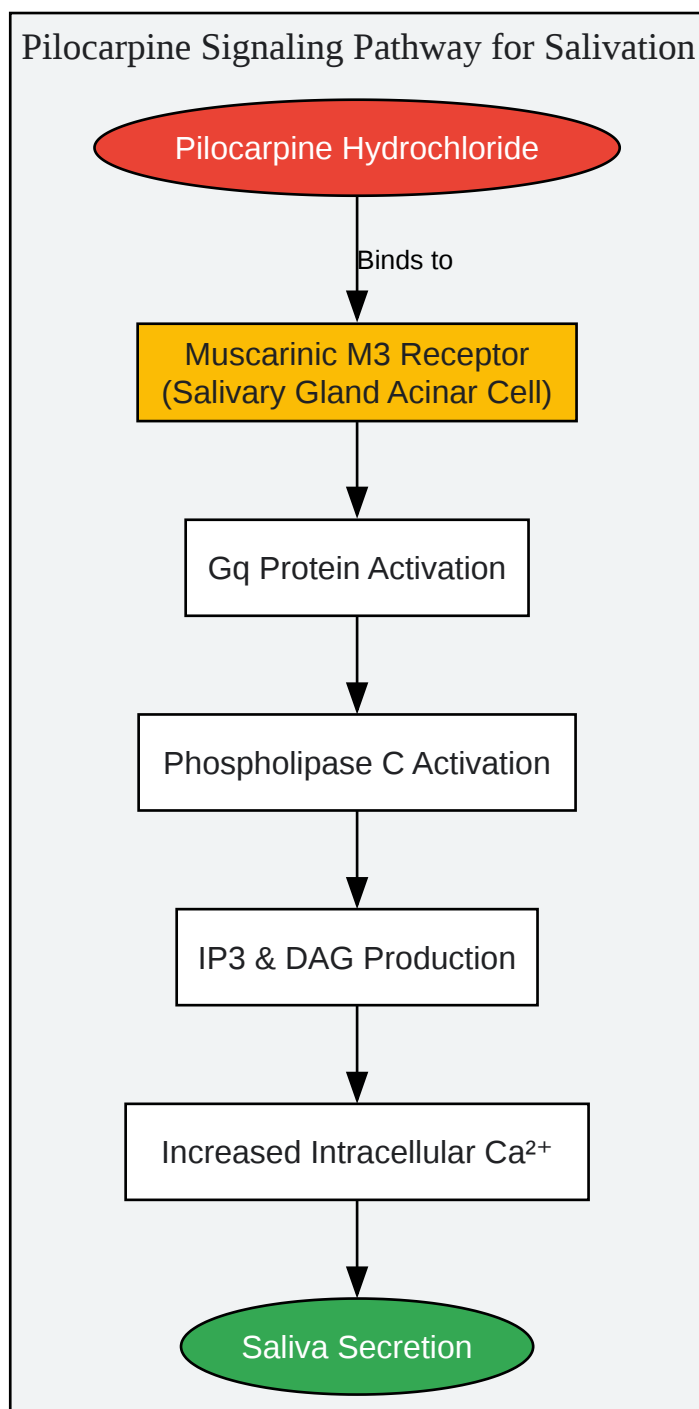 Pilocarpine Signaling Pathway for Salivation
Pilocarpine Hydrochloride
Binds to
Muscarinic M3 Receptor
(Salivary Gland Acinar Cell)
Gq Protein Activation
Phospholipase C Activation
IP3 & DAG Production
Increased Intracellular Ca²⁺
Saliva Secretion